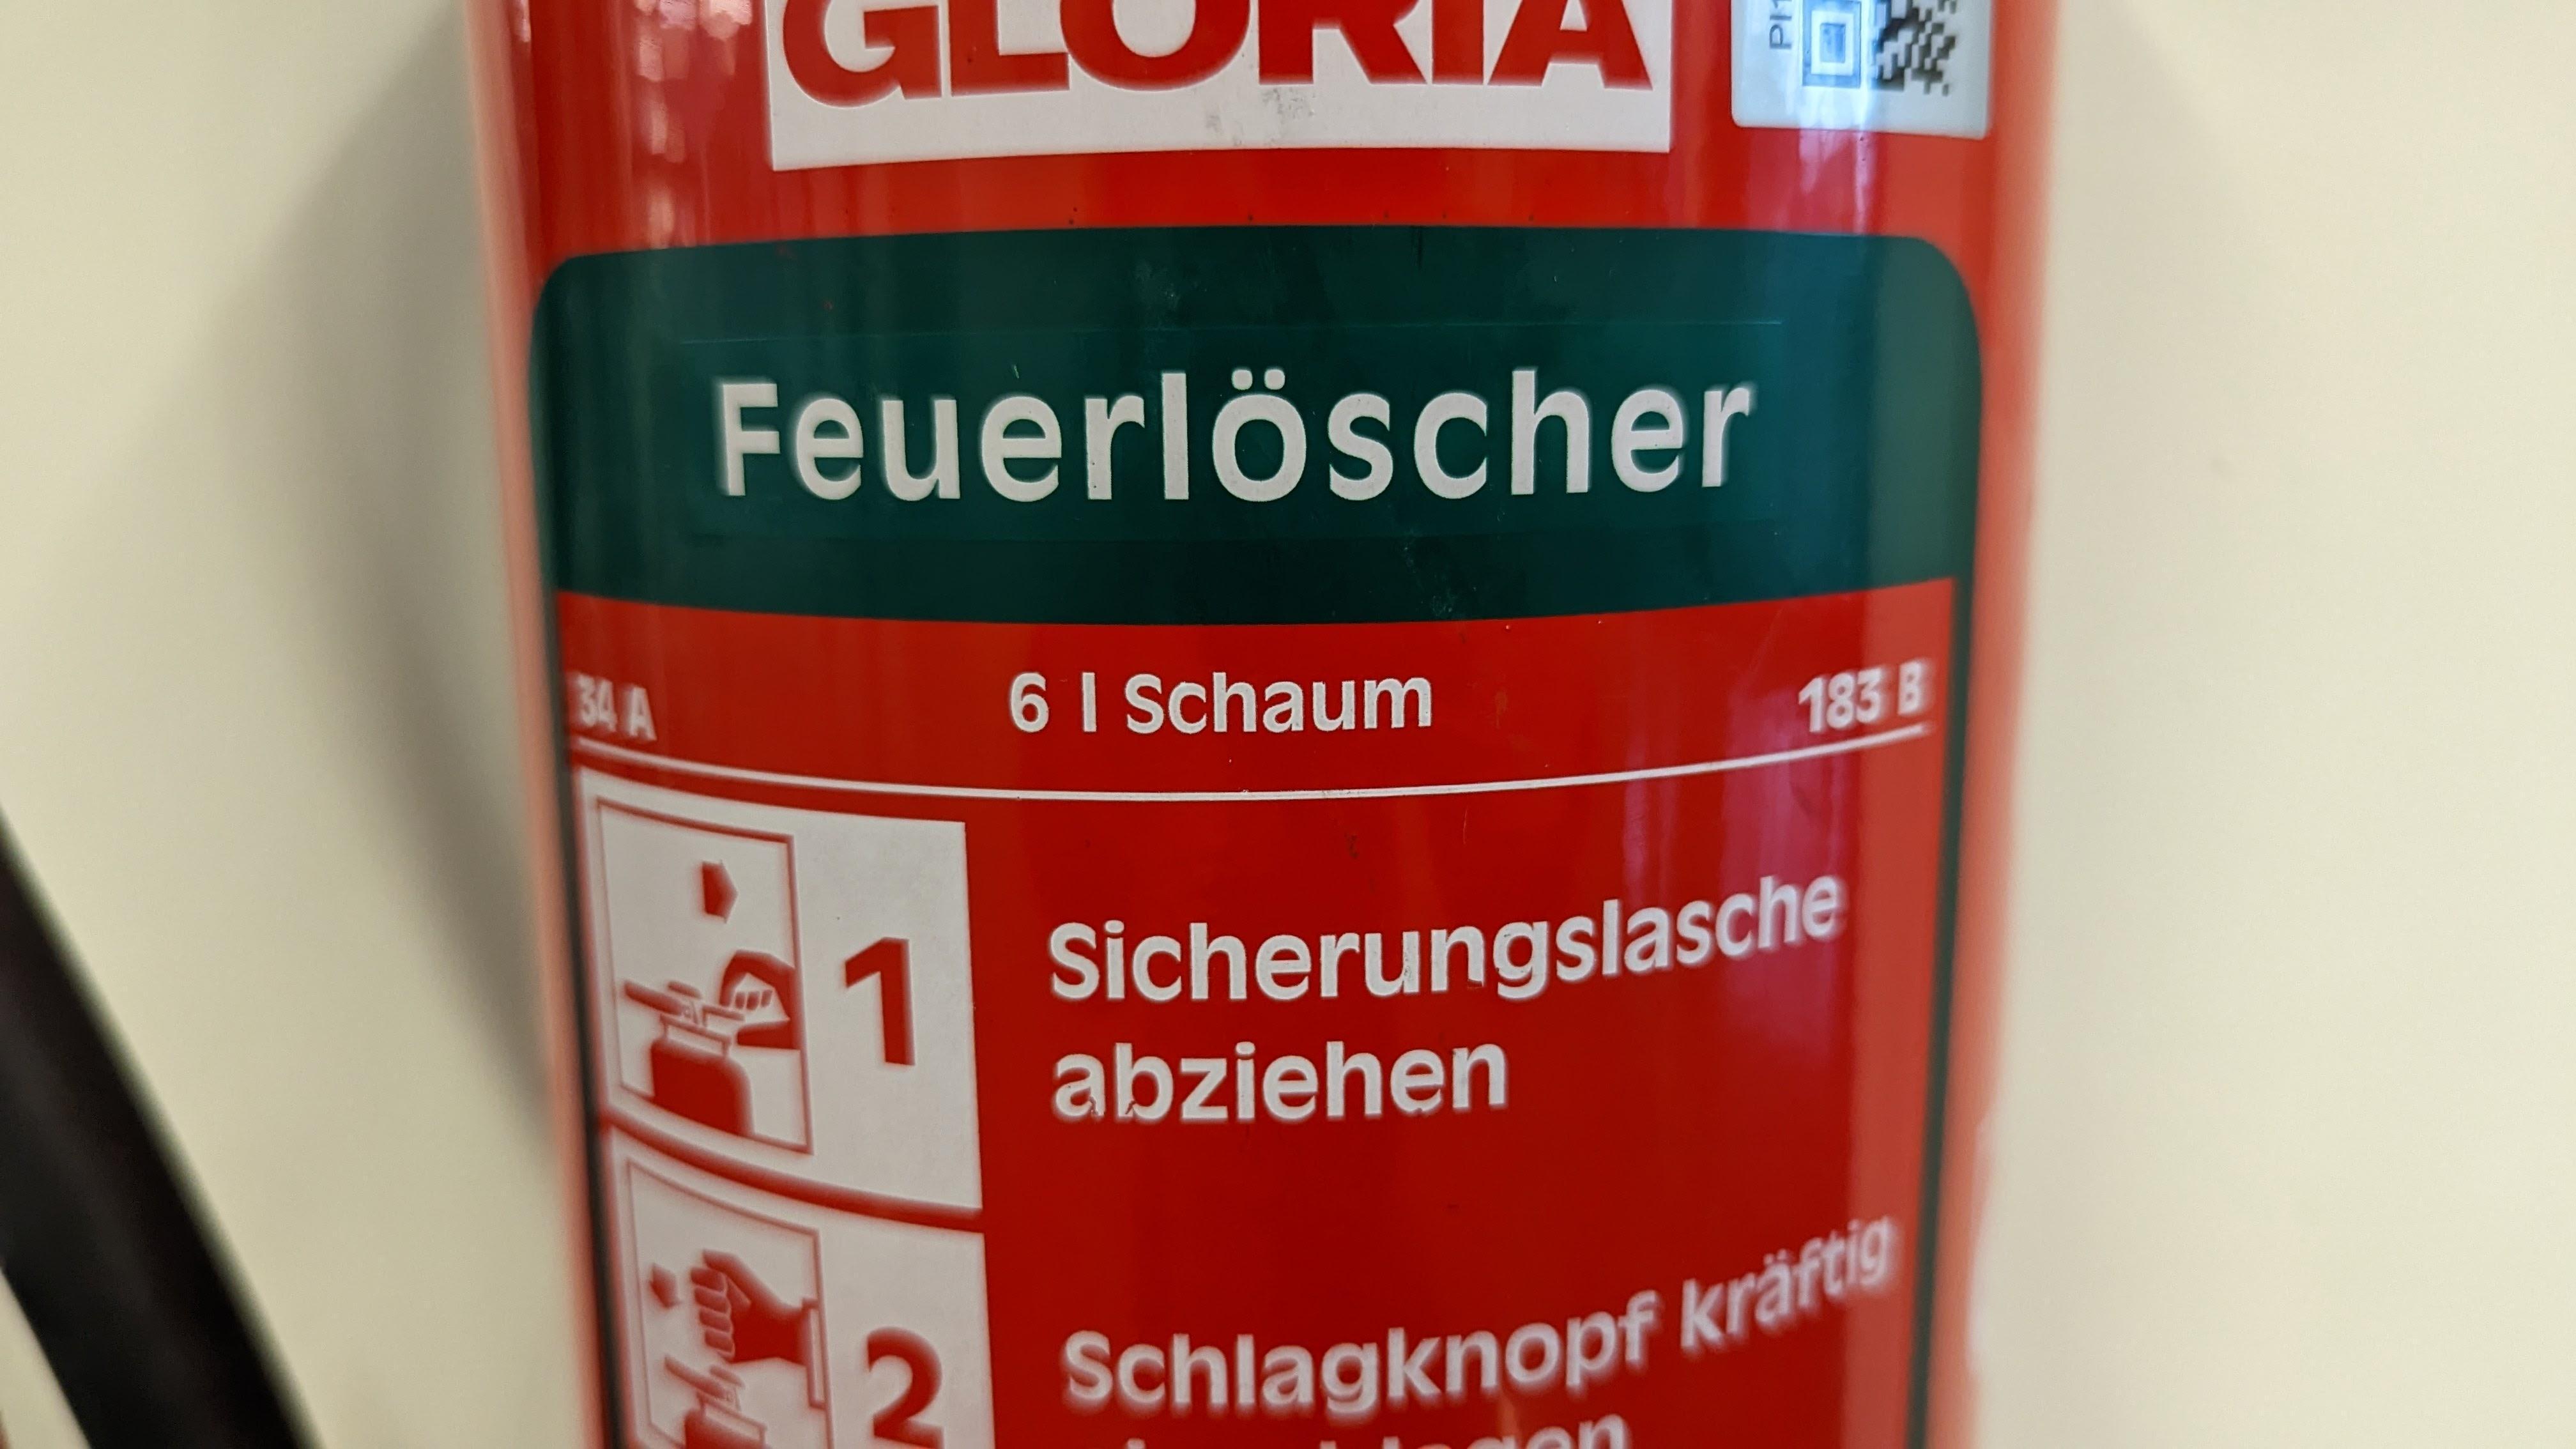 GLORIA
Feuerlöscher
34 A 6 l Schaum 183 B
1 Sicherungslasche
abziehen
2 Schlagknopf kräftig